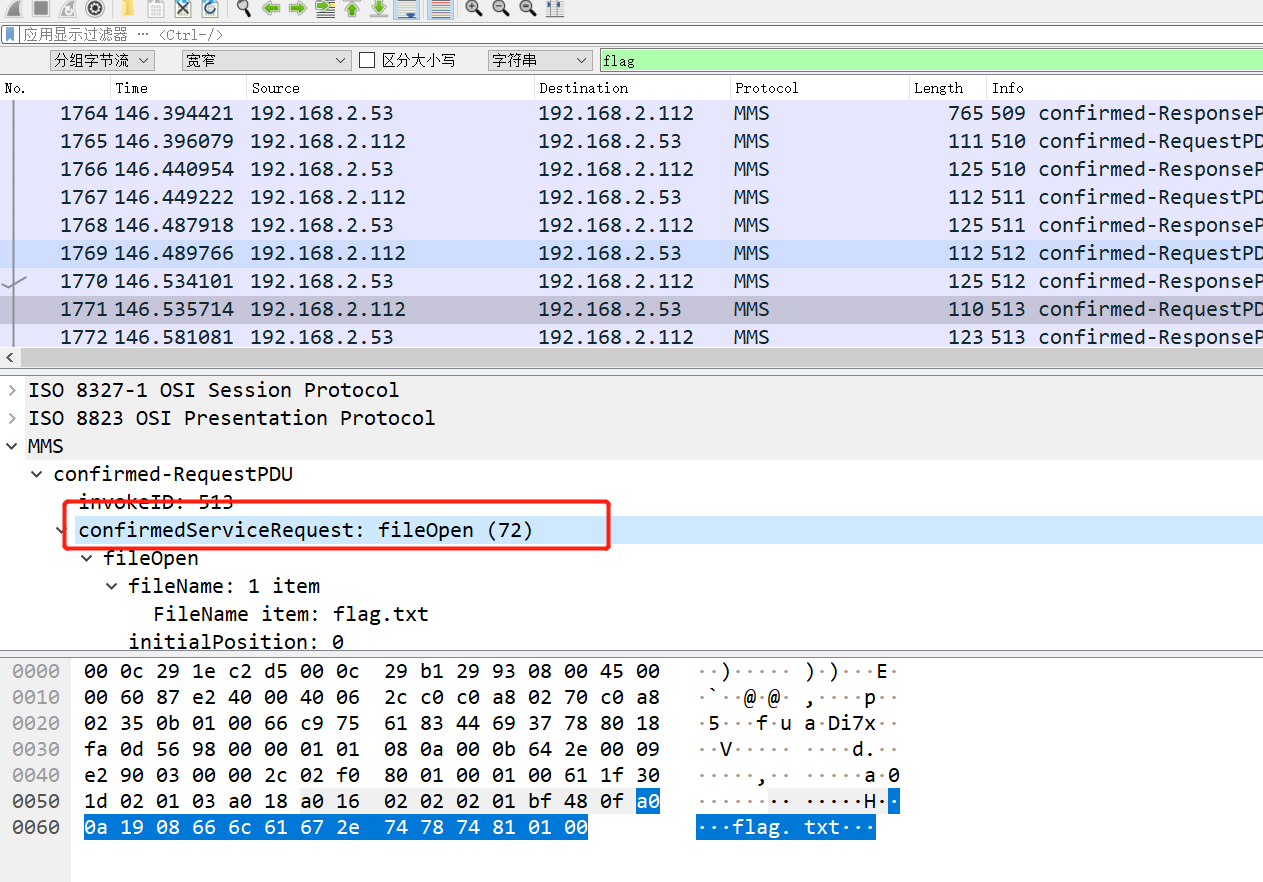 应用显示过滤器 … <Ctrl-/>
分组字节流 宽窄 区分大小写 字符串 flag
No. Time Source Destination Protocol Length Info
1764 146.394421 192.168.2.53 192.168.2.112 MMS 765 509 confirmed-ResponseP
1765 146.396079 192.168.2.112 192.168.2.53 MMS 111 510 confirmed-RequestPD
1766 146.440954 192.168.2.53 192.168.2.112 MMS 125 510 confirmed-ResponseP
1767 146.449222 192.168.2.112 192.168.2.53 MMS 112 511 confirmed-RequestPD
1768 146.487918 192.168.2.53 192.168.2.112 MMS 125 511 confirmed-ResponseP
1769 146.489766 192.168.2.112 192.168.2.53 MMS 112 512 confirmed-RequestPD
1770 146.534101 192.168.2.53 192.168.2.112 MMS 125 512 confirmed-ResponseP
1771 146.535714 192.168.2.112 192.168.2.53 MMS 110 513 confirmed-RequestPD
1772 146.581081 192.168.2.53 192.168.2.112 MMS 123 513 confirmed-ResponseP
ISO 8327-1 OSI Session Protocol
ISO 8823 OSI Presentation Protocol
MMS
confirmed-RequestPDU
invokeID: 513
confirmedServiceRequest: fileOpen (72)
fileOpen
fileName: 1 item
FileName item: flag.txt
initialPosition: 0
0000 00 0c 29 1e c2 d5 00 0c 29 b1 29 93 08 00 45 00 ··)····· )·)···E·
0010 00 60 87 e2 40 00 40 06 2c c0 c0 a8 02 70 c0 a8 ·`··@·@· ,····p··
0020 02 35 0b 01 00 66 c9 75 61 83 44 69 37 78 80 18 ·5···f·u a·Di7x··
0030 fa 0d 56 98 00 00 01 01 08 0a 00 0b 64 2e 00 09 ··V····· ····d.··
0040 e2 90 03 00 00 2c 02 f0 80 01 00 01 00 61 1f 30 ·····,·· ·····a·0
0050 1d 02 01 03 a0 18 a0 16 02 02 02 01 bf 48 0f a0 ········ ·····H··
0060 0a 19 08 66 6c 61 67 2e 74 78 74 81 01 00 ···flag. txt···